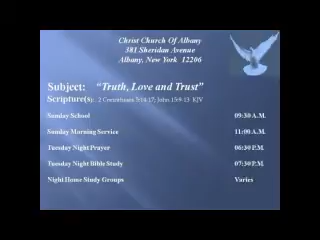 Christ Church Of Albany
381 Sheridan Avenue
Albany, New York 12206
Subject: “Truth, Love and Trust”
Scripture(s): 2 Corinthians 5:14-17; John 15:9-13 KJV
Sunday School 09:30 A.M.
Sunday Morning Service 11:00 A.M.
Tuesday Night Prayer 06:30 P.M.
Tuesday Night Bible Study 07:30 P.M.
Night Home Study Groups Varies